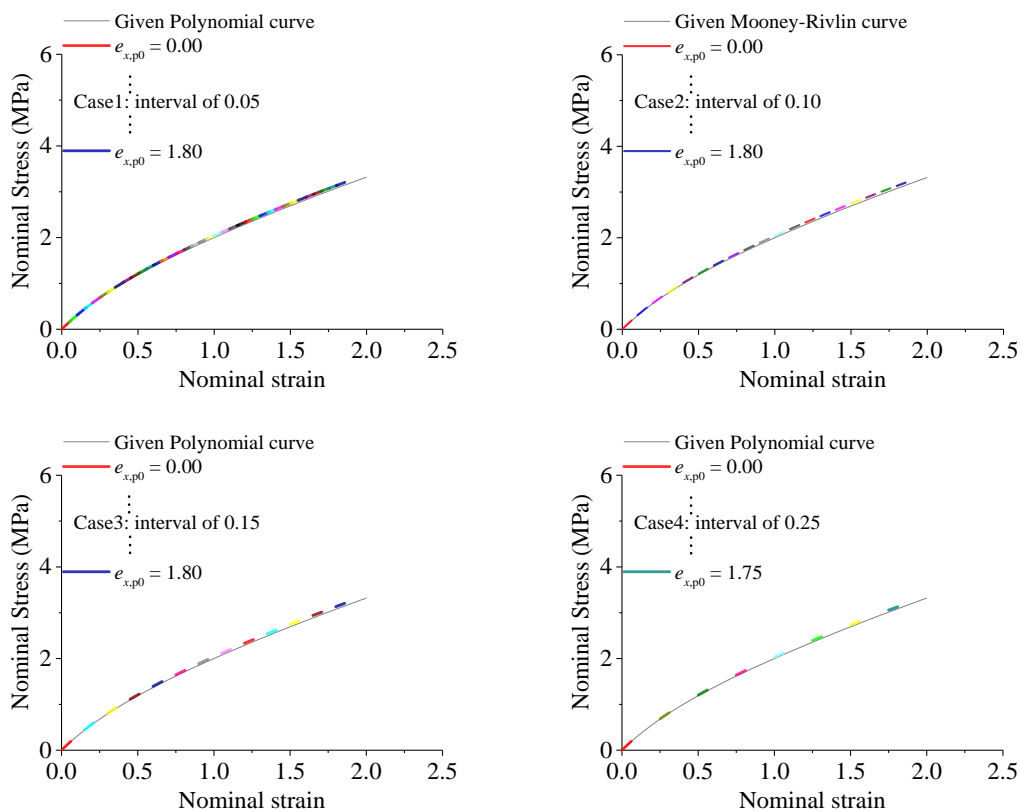 Given Polynomial curve
e_x,p0 = 0.00
Case1: interval of 0.05
e_x,p0 = 1.80
Nominal Stress (MPa)
6
4
2
0
0.0 0.5 1.0 1.5 2.0 2.5
Nominal strain
Given Mooney-Rivlin curve
e_x,p0 = 0.00
Case2: interval of 0.10
e_x,p0 = 1.80
Nominal Stress (MPa)
6
4
2
0
0.0 0.5 1.0 1.5 2.0 2.5
Nominal strain
Given Polynomial curve
e_x,p0 = 0.00
Case3: interval of 0.15
e_x,p0 = 1.80
Nominal Stress (MPa)
6
4
2
0
0.0 0.5 1.0 1.5 2.0 2.5
Nominal strain
Given Polynomial curve
e_x,p0 = 0.00
Case4: interval of 0.25
e_x,p0 = 1.75
Nominal Stress (MPa)
6
4
2
0
0.0 0.5 1.0 1.5 2.0 2.5
Nominal strain